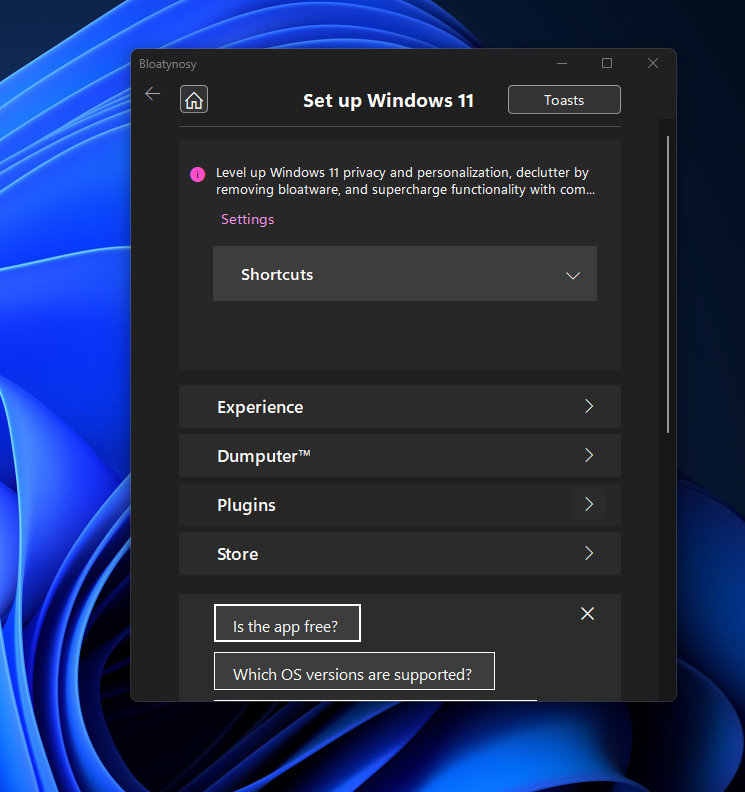 Bloatynosy
Set up Windows 11
Toasts
Level up Windows 11 privacy and personalization, declutter by
removing bloatware, and supercharge functionality with com...
Settings
Shortcuts
Experience
Dumputer™
Plugins
Store
Is the app free?
Which OS versions are supported?